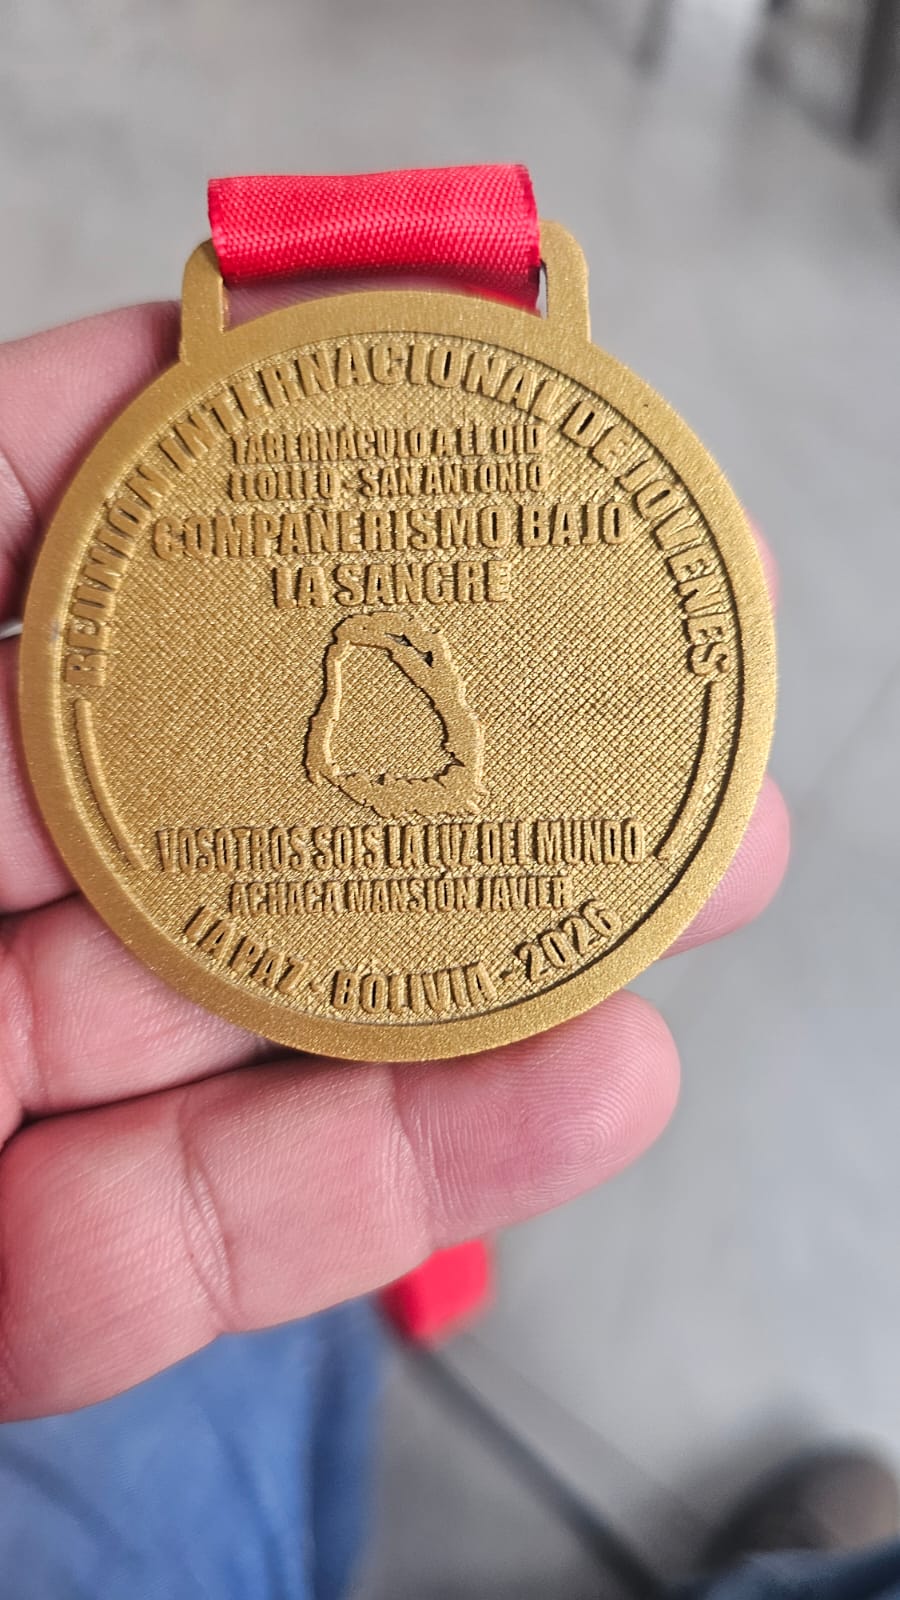 REUNIÓN INTERNACIONAL DE JOVENES
TABERNÁCULO A EL OID
LLOLLEO - SAN ANTONIO
COMPAÑERISMO BAJO
LA SANGRE
VOSOTROS SOIS LA LUZ DEL MUNDO
ACHACA MANSIÓN JAVIER
LA PAZ - BOLIVIA - 2026